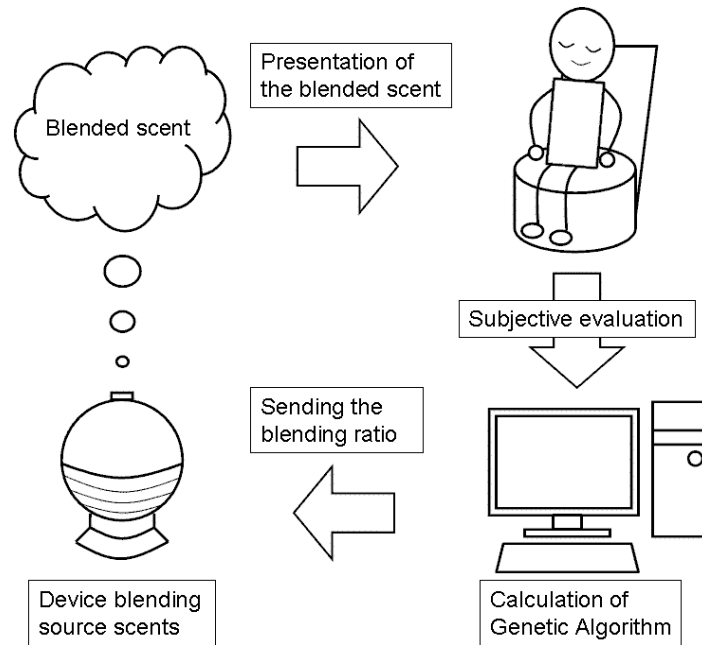 Blended scent
Presentation of
the blended scent
Subjective evaluation
Sending the
blending ratio
Device blending
source scents
Calculation of
Genetic Algorithm